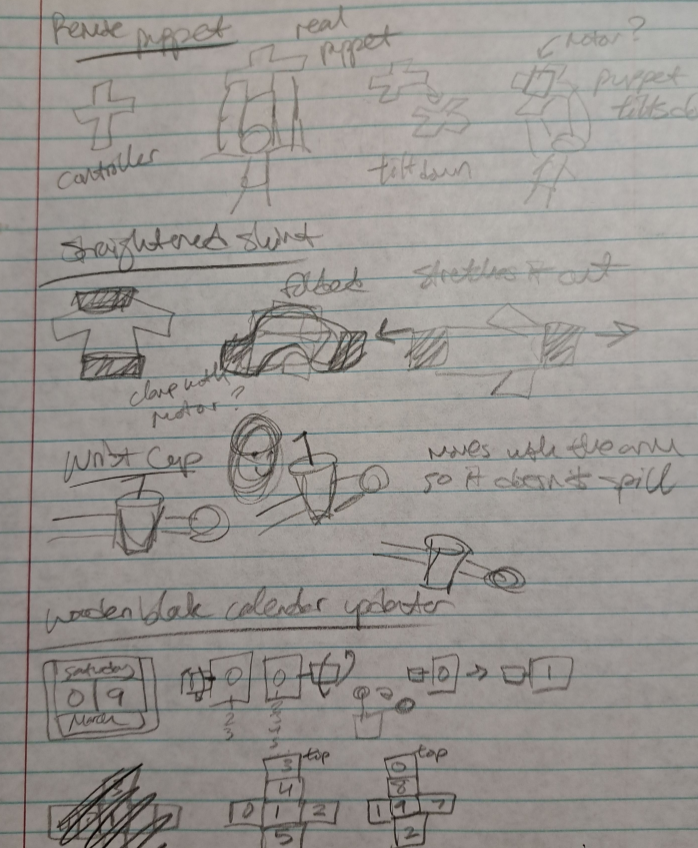 Remote puppet
real
puppet
motor?
puppet
tilts d
controller
tilt down
Straightened shirt
folded
stretches it out
clamp with
motor?
Wrist Cup
moves with the arm
so it doesn't spill
wooden block calendar updater
Saturday
0 9
March
0 0
0 → 1
1
2
3
3 top
4
0 1 2
5
0 top
8
1 9 7
2